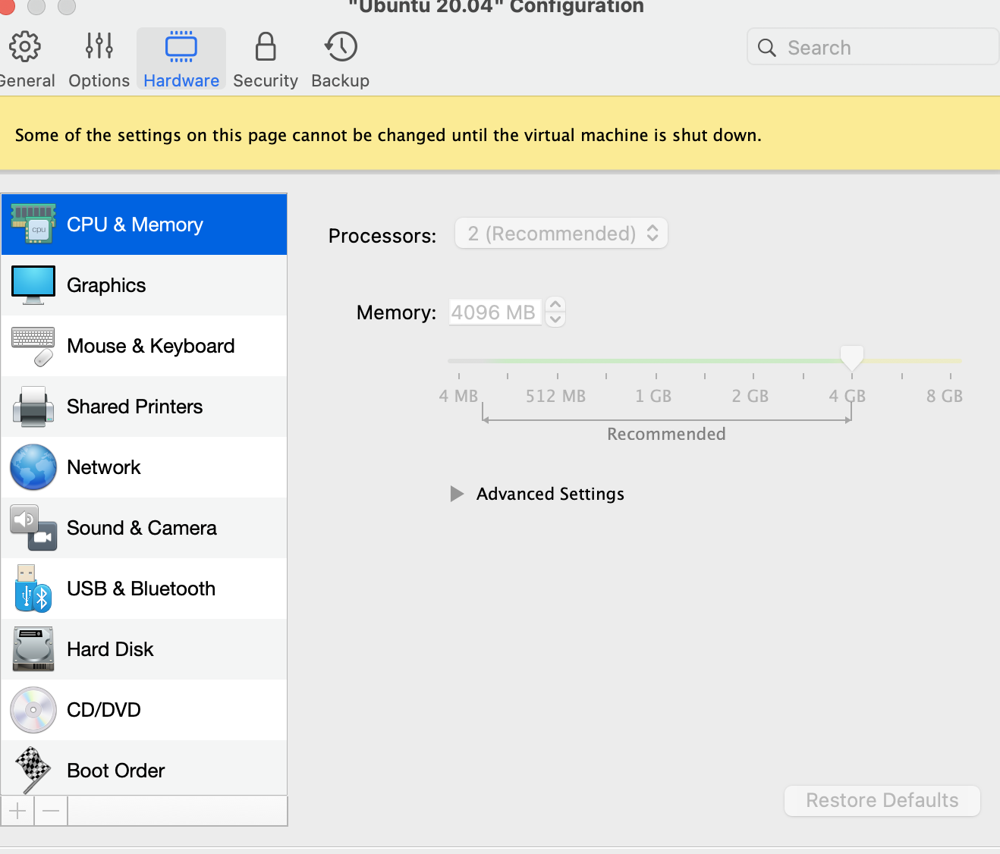 "Ubuntu 20.04" Configuration
General Options Hardware Security Backup
Search
Some of the settings on this page cannot be changed until the virtual machine is shut down.
CPU & Memory
cpu
Graphics
Mouse & Keyboard
Shared Printers
Network
Sound & Camera
USB & Bluetooth
Hard Disk
CD/DVD
Boot Order
Processors: 2 (Recommended)
Memory: 4096 MB
4 MB 512 MB 1 GB 2 GB 4 GB 8 GB
Recommended
Advanced Settings
Restore Defaults